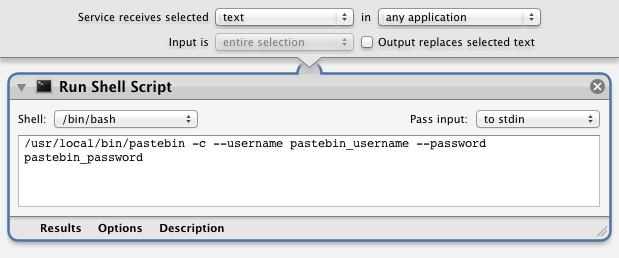 Service receives selected text in any application
Input is entire selection Output replaces selected text
Run Shell Script
Shell: /bin/bash Pass input: to stdin
/usr/local/bin/pastebin -c --username pastebin_username --password
pastebin_password
Results Options Description